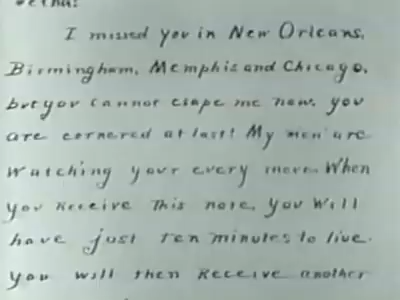 I missed you in New Orleans,
Birmingham, Memphis and Chicago,
but you cannot escape me now. you
are cornered at last! My men are
watching your every move. When
you receive this note, you will
have just ten minutes to live.
you will then receive another